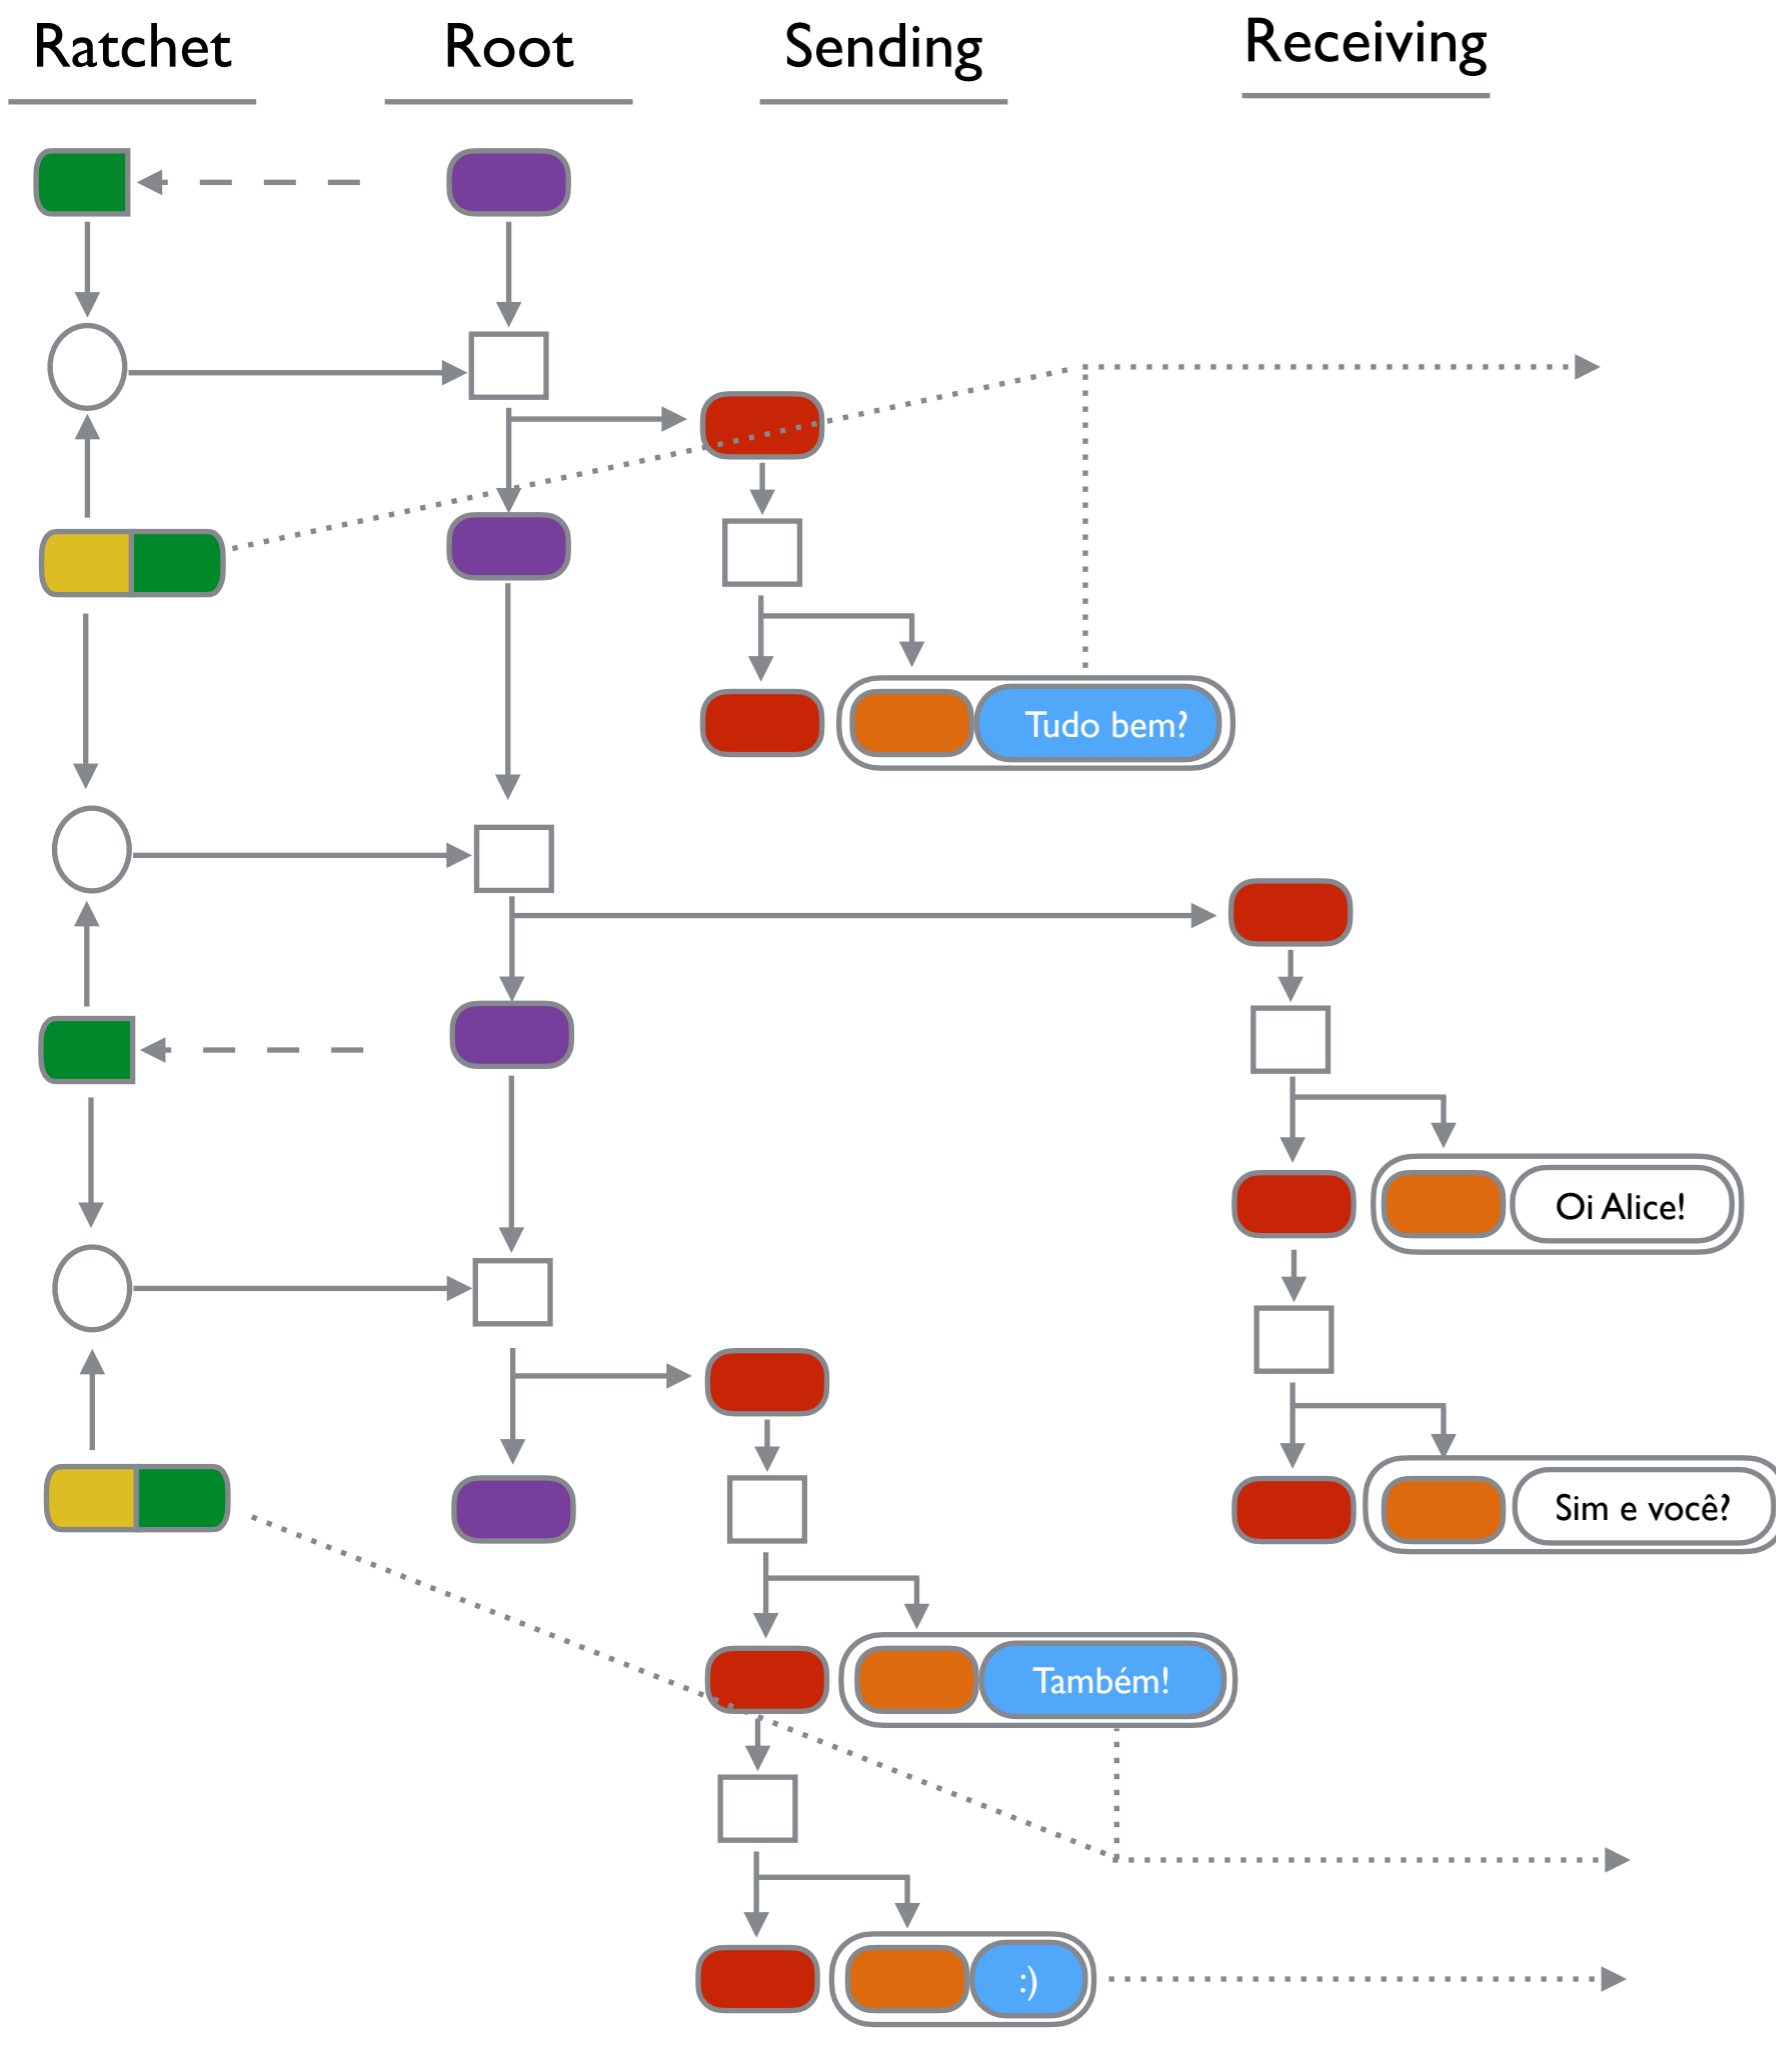 Ratchet
Root
Sending
Receiving
Tudo bem?
Oi Alice!
Sim e você?
Também!
:)